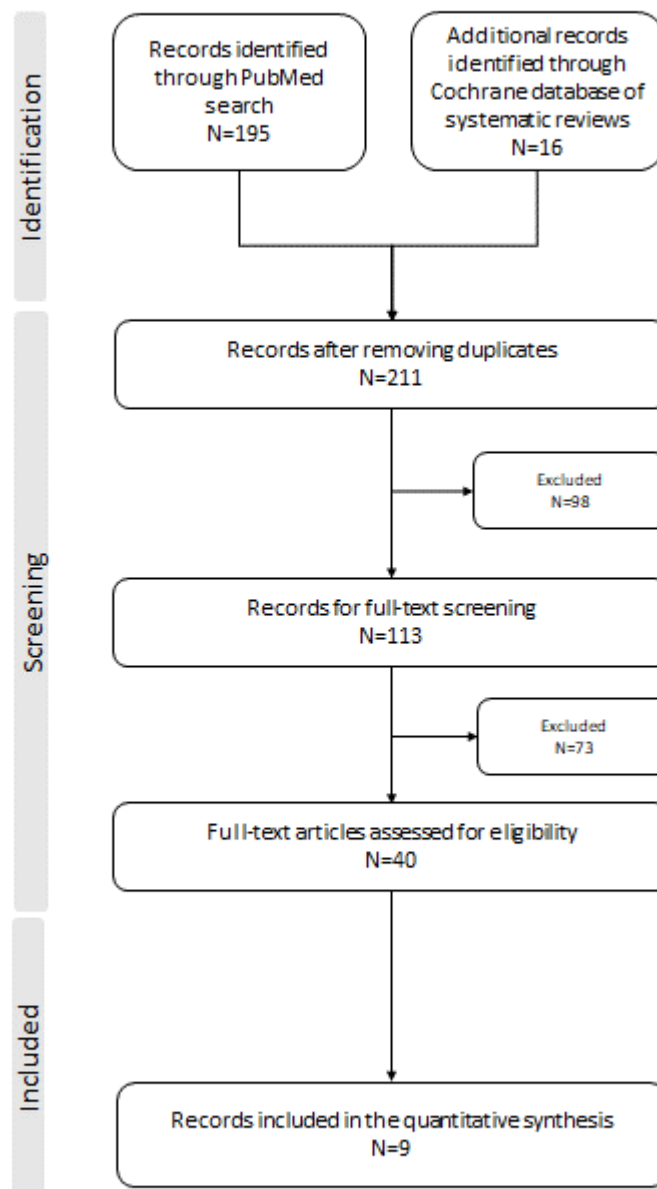 Identification
Records identified
through PubMed
search
N=195
Additional records
identified through
Cochrane database of
systematic reviews
N=16
Screening
Records after removing duplicates
N=211
Excluded
N=98
Records for full-text screening
N=113
Excluded
N=73
Full-text articles assessed for eligibility
N=40
Included
Records included in the quantitative synthesis
N=9